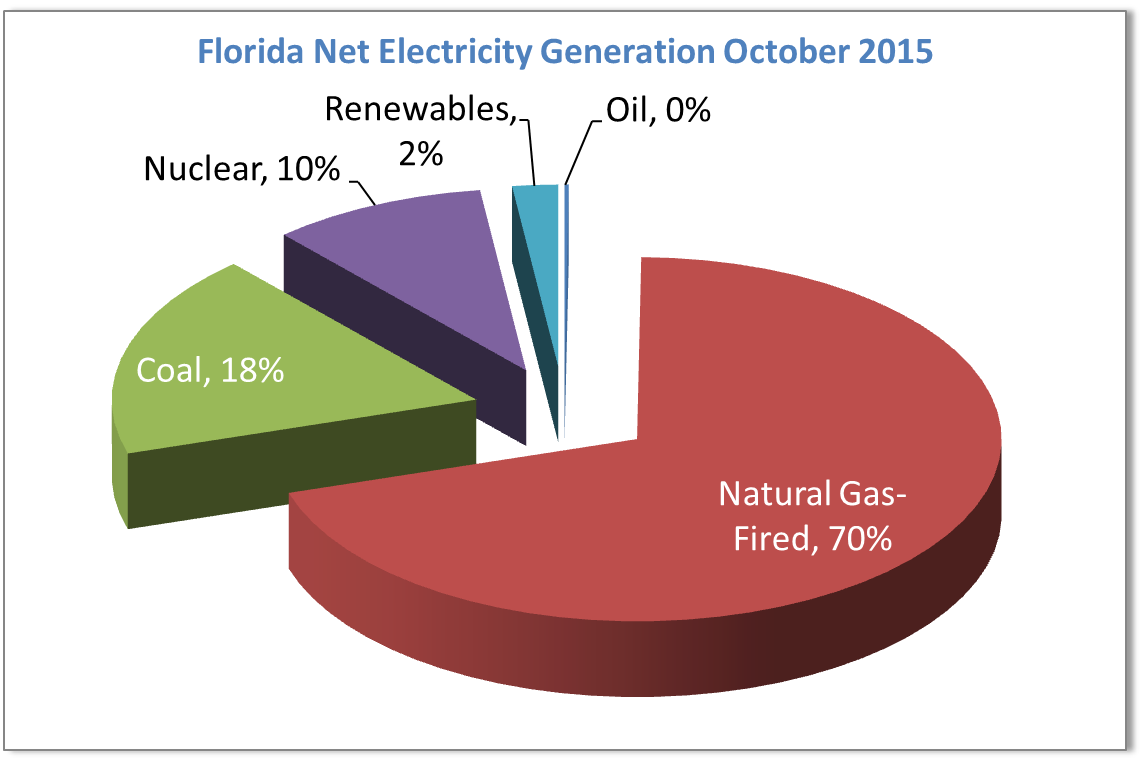 Florida Net Electricity Generation October 2015
Renewables,
2%
Oil, 0%
Nuclear, 10%
Coal, 18%
Natural Gas-
Fired, 70%